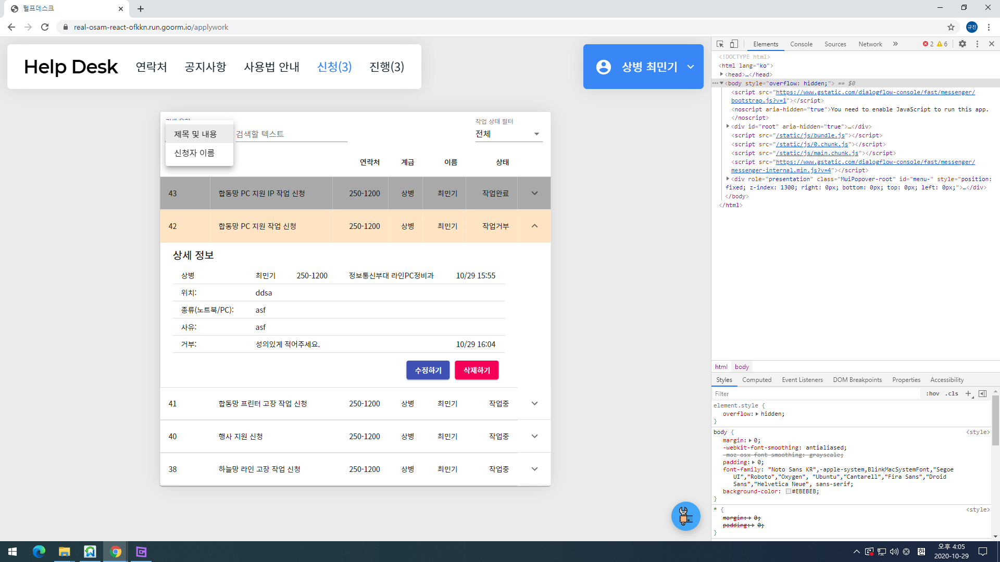 헬프데스크
real-osam-react-ofkkn.run.goorm.io/applywork
규진
Help Desk 연락처 공지사항 사용법 안내 신청(3) 진행(3)
상병 최민기
제목 및 내용
신청자 이름
검색할 텍스트
작업 상태 필터
전체
연락처 계급 이름 상태
43 합동망 PC 지원 IP 작업 신청 250-1200 상병 최민기 작업완료
42 합동망 PC 지원 작업 신청 250-1200 상병 최민기 작업거부
상세 정보
상병 최민기 250-1200 정보통신부대 라인PC정비과 10/29 15:55
위치: ddsa
종류(노트북/PC): asf
사유: asf
거부: 성의있게 적어주세요. 10/29 16:04
수정하기 삭제하기
41 합동망 프린터 고장 작업 신청 250-1200 상병 최민기 작업중
40 행사 지원 신청 250-1200 상병 최민기 작업중
38 하늘망 라인 고장 작업 신청 250-1200 상병 최민기 작업중
Elements Console Sources Network » 2 6
<!DOCTYPE html>
<html lang="ko">
<head>…</head>
<body style="overflow: hidden;"> == $0
<script src="https://www.gstatic.com/dialogflow-console/fast/messenger/
bootstrap.js?v=1"></script>
<noscript aria-hidden="true">You need to enable JavaScript to run this app.
</noscript>
<div id="root" aria-hidden="true">…</div>
<script src="/static/js/bundle.js"></script>
<script src="/static/js/0.chunk.js"></script>
<script src="/static/js/main.chunk.js"></script>
<script src="https://www.gstatic.com/dialogflow-console/fast/messenger/
messenger-internal.min.js?v=4"></script>
<div role="presentation" class="MuiPopover-root" id="menu-" style="position:
fixed; z-index: 1300; right: 0px; bottom: 0px; top: 0px; left: 0px;">…</div>
</body>
</html>
html body
Styles Computed Event Listeners DOM Breakpoints Properties Accessibility
Filter :hov .cls +
element.style {
overflow: hidden;
}
body { <style>
margin: 0;
-webkit-font-smoothing: antialiased;
-moz-osx-font-smoothing: grayscale;
padding: 0;
font-family: "Noto Sans KR",-apple-system,BlinkMacSystemFont,"Segoe
UI","Roboto","Oxygen", "Ubuntu","Cantarell","Fira Sans","Droid
Sans","Helvetica Neue", sans-serif;
background-color: #EBEBEB;
}
* { <style>
margin: 0;
padding: 0;
}
한
오후 4:05
2020-10-29